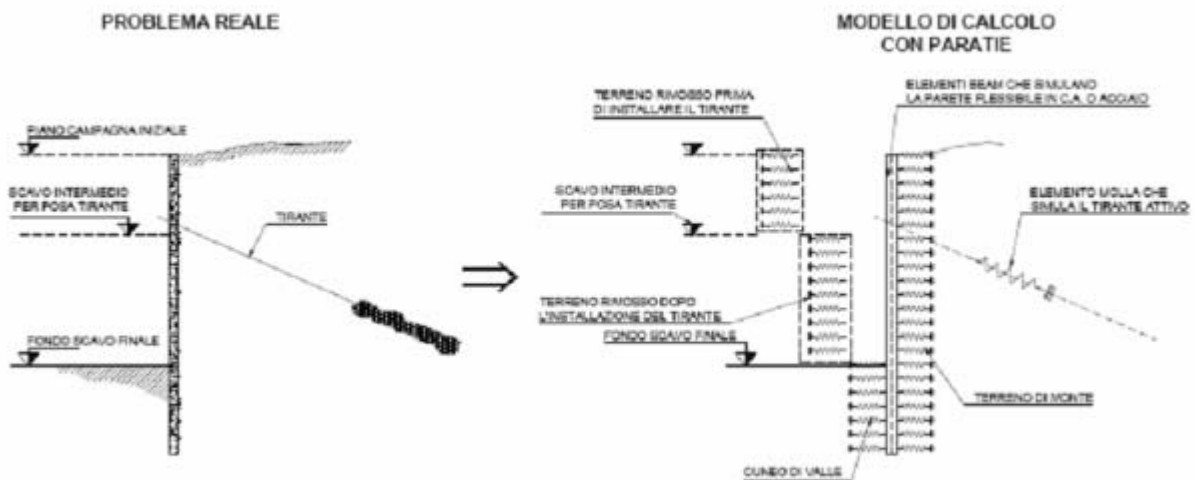 PROBLEMA REALE
PIANO CAMPAGNA INIZIALE
SCAVO INTERMEDIO
PER POSA TIRANTE
TIRANTE
FONDO SCAVO FINALE
MODELLO DI CALCOLO
CON PARATIE
TERRENO RIMOSSO PRIMA
DI INSTALLARE IL TIRANTE
ELEMENTI BEAM CHE SIMULANO
LA PARETE FLESSIBILE IN C.A. O ACCIAIO
SCAVO INTERMEDIO
PER POSA TIRANTE
ELEMENTO MOLLA CHE
SIMULA IL TIRANTE ATTIVO
TERRENO RIMOSSO DOPO
L'INSTALLAZIONE DEL TIRANTE
FONDO SCAVO FINALE
TERRENO DI MONTE
CUNEO DI VALLE